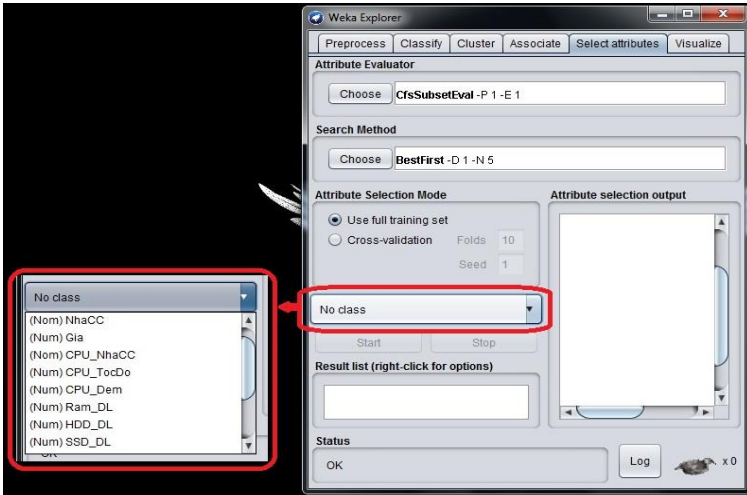 Weka Explorer
Preprocess Classify Cluster Associate Select attributes Visualize
Attribute Evaluator
Choose CfsSubsetEval -P 1 -E 1
Search Method
Choose BestFirst -D 1 -N 5
Attribute Selection Mode
Use full training set
Cross-validation Folds 10
Seed 1
No class
Start Stop
Result list (right-click for options)
Attribute selection output
Status
OK
Log x 0
No class
(Nom) NhaCC
(Num) Gia
(Nom) CPU_NhaCC
(Num) CPU_TocDo
(Num) CPU_Dem
(Num) Ram_DL
(Num) HDD_DL
(Num) SSD_DL